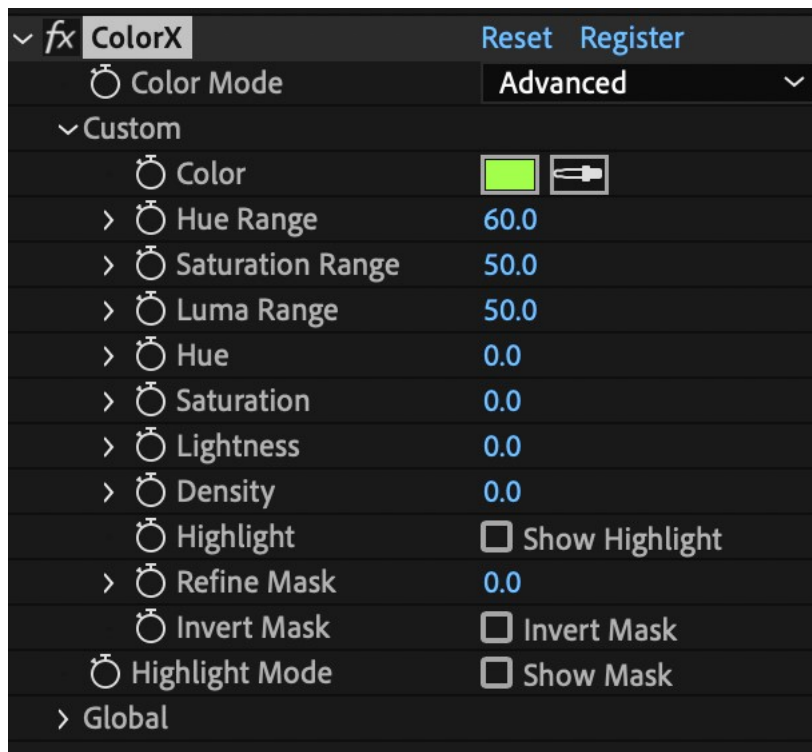 fx ColorX Reset Register
Color Mode Advanced
Custom
Color
Hue Range 60.0
Saturation Range 50.0
Luma Range 50.0
Hue 0.0
Saturation 0.0
Lightness 0.0
Density 0.0
Highlight Show Highlight
Refine Mask 0.0
Invert Mask Invert Mask
Highlight Mode Show Mask
Global